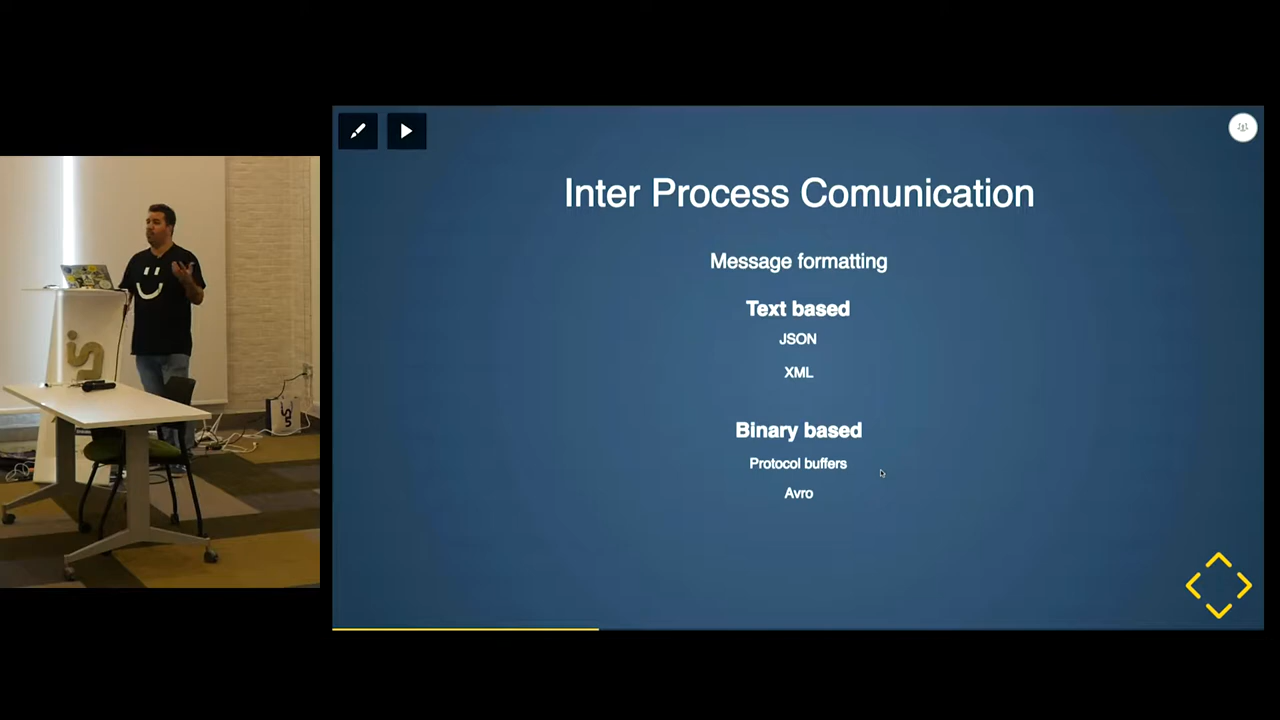 Inter Process Comunication
Message formatting
Text based
JSON
XML
Binary based
Protocol buffers
Avro